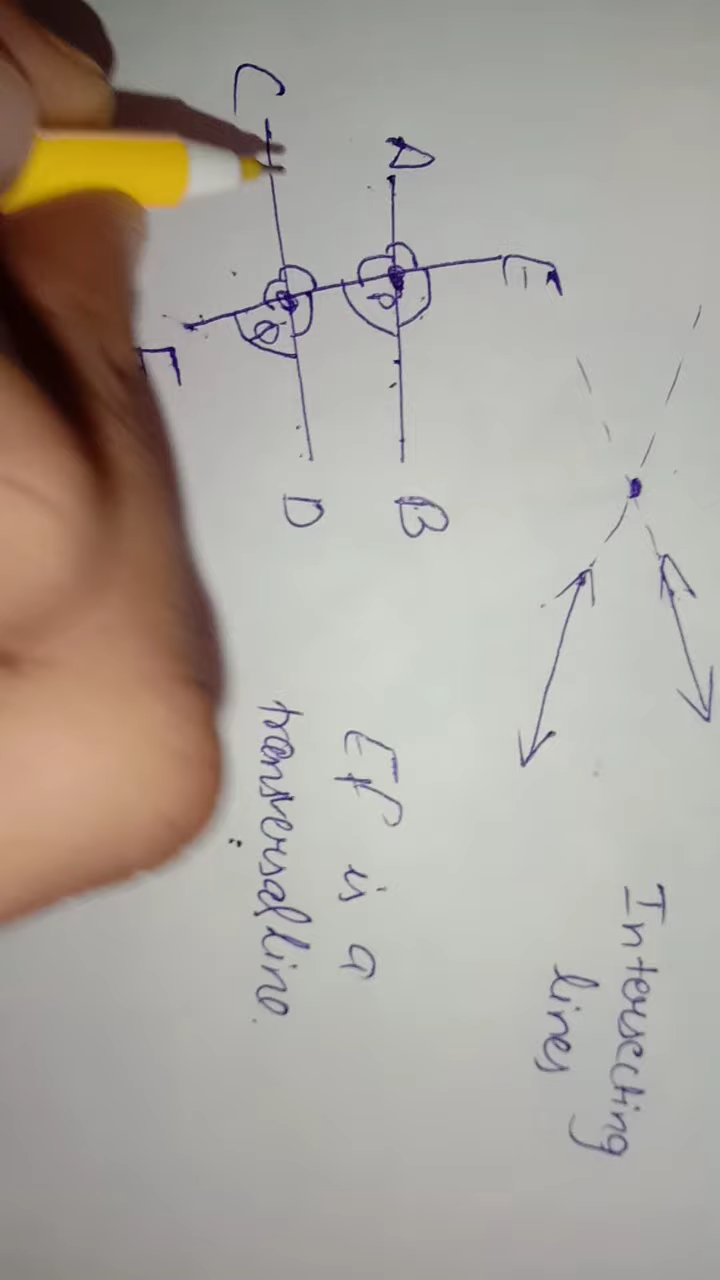 Intersecting
lines
E
A
B
P
C
D
Q
F
EF is a
transversal line.